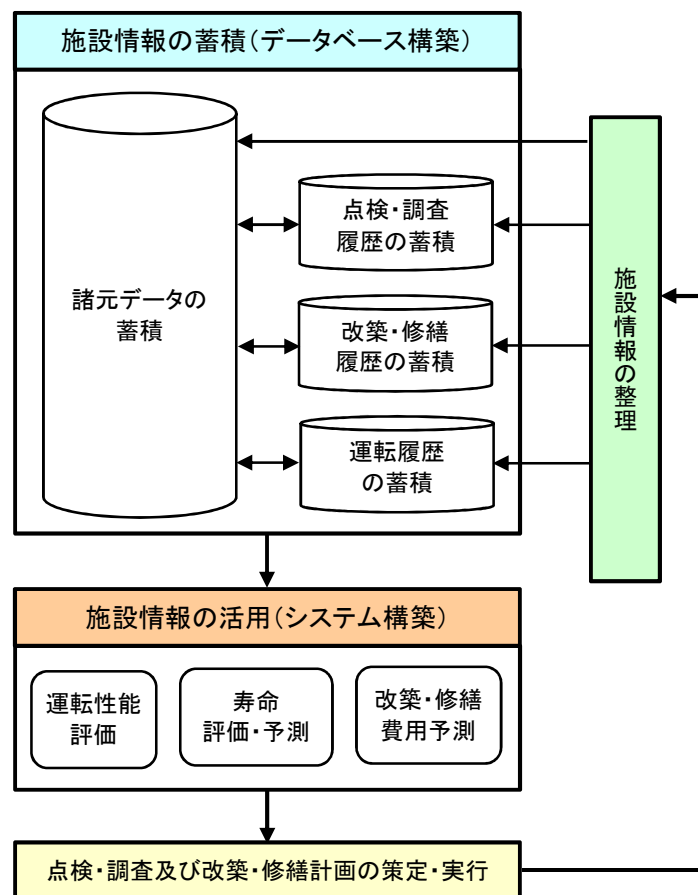 施設情報の蓄積(データベース構築)
諸元データの
蓄積
点検・調査
履歴の蓄積
改築・修繕
履歴の蓄積
運転履歴
の蓄積
施設情報の整理
施設情報の活用(システム構築)
運転性能
評価
寿命
評価・予測
改築・修繕
費用予測
点検・調査及び改築・修繕計画の策定・実行